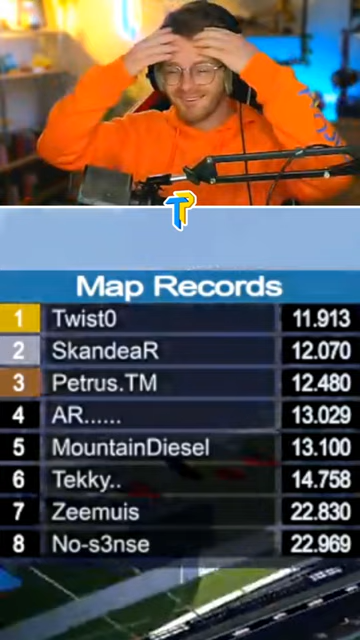 TP
Map Records
1 Twist0 11.913
2 SkandeaR 12.070
3 Petrus.TM 12.480
4 AR...... 13.029
5 MountainDiesel 13.100
6 Tekky.. 14.758
7 Zeemuis 22.830
8 No-s3nse 22.969